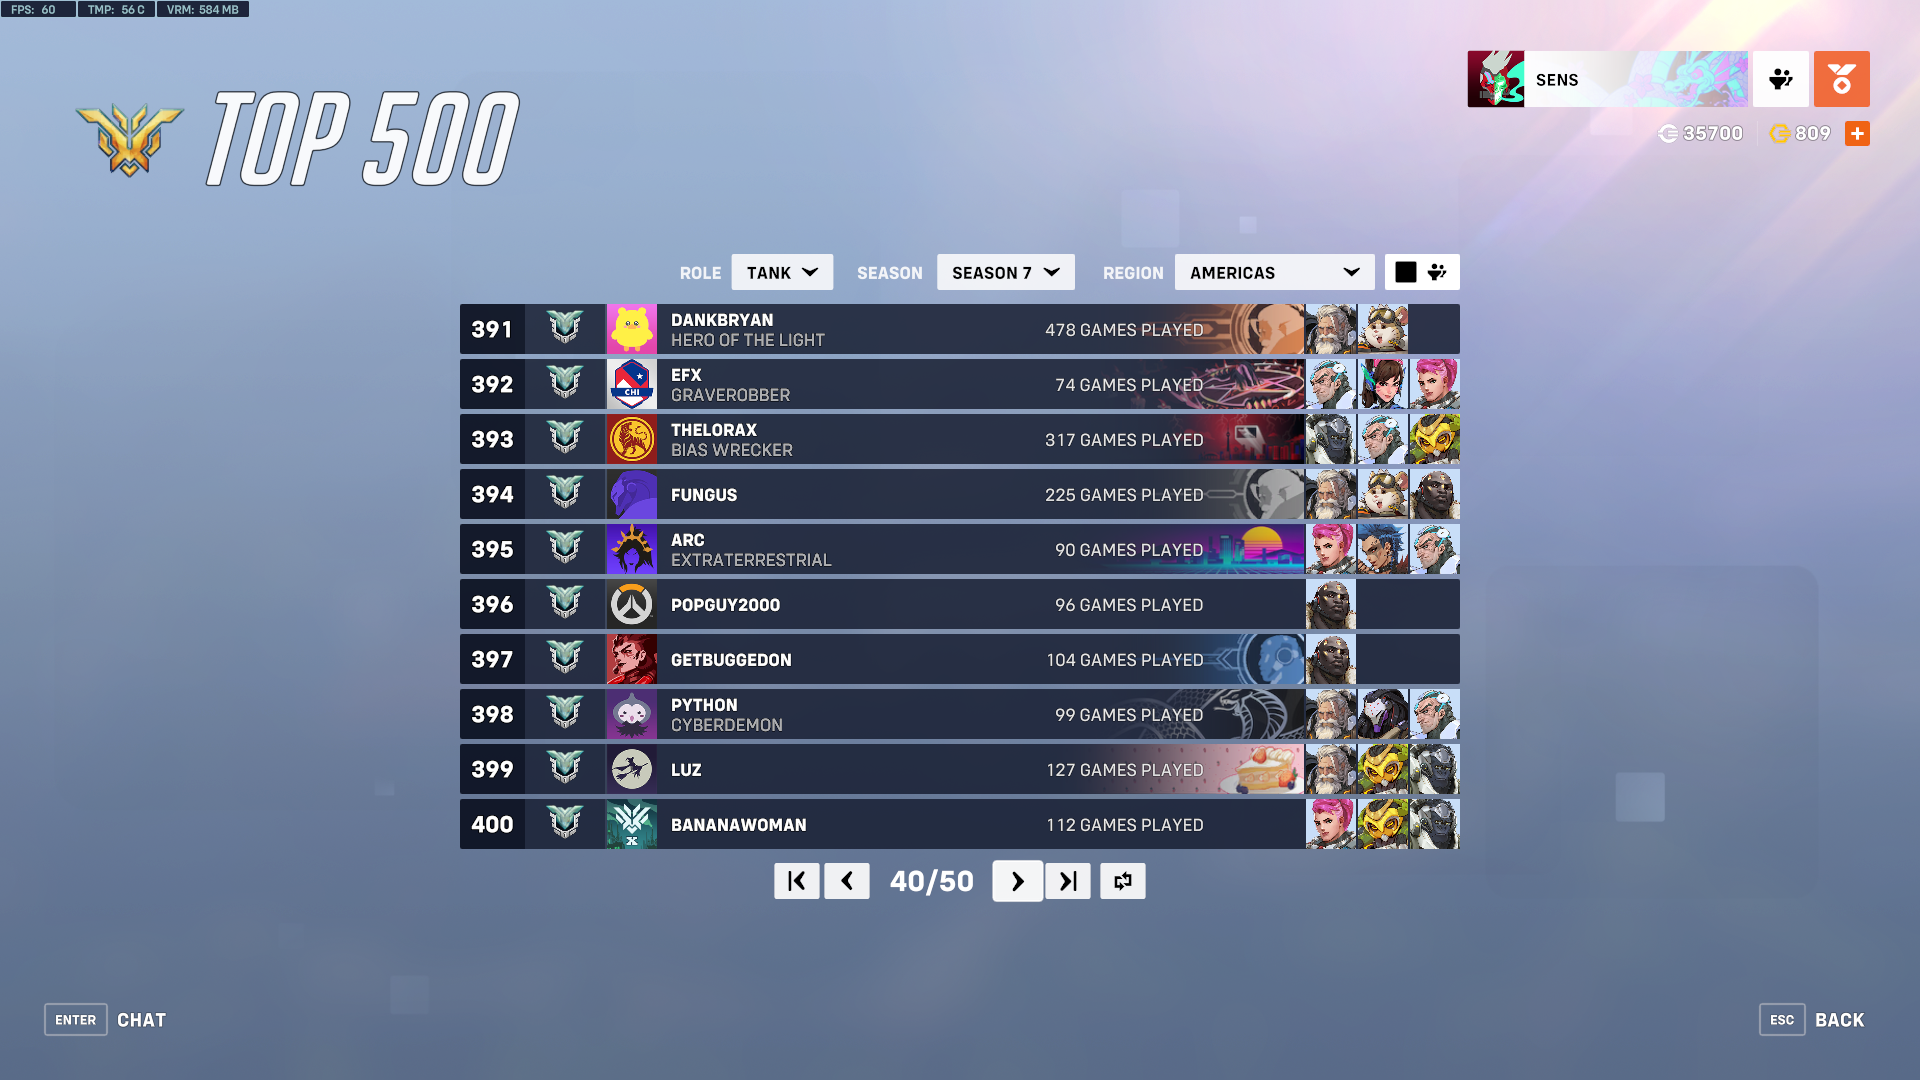 FPS: 60 TMP: 56 C VRM: 584 MB
TOP 500
SENS
35700 809
ROLE TANK SEASON SEASON 7 REGION AMERICAS
391 DANKBRYAN 478 GAMES PLAYED
HERO OF THE LIGHT
392 EFX 74 GAMES PLAYED
CHI
GRAVEROBBER
393 THELORAX 317 GAMES PLAYED
BIAS WRECKER
394 FUNGUS 225 GAMES PLAYED
395 ARC 90 GAMES PLAYED
EXTRATERRESTRIAL
396 POPGUY2000 96 GAMES PLAYED
397 GETBUGGEDON 104 GAMES PLAYED
398 PYTHON 99 GAMES PLAYED
CYBERDEMON
399 LUZ 127 GAMES PLAYED
400 BANANAWOMAN 112 GAMES PLAYED
X
40/50
ENTER CHAT
ESC BACK